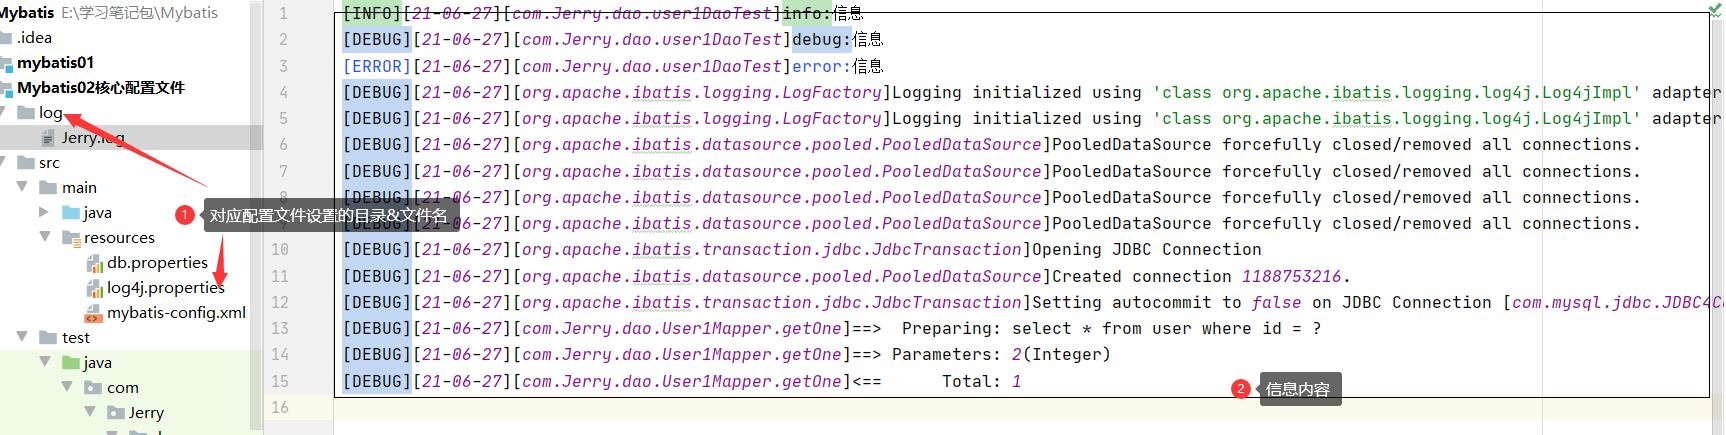 Mybatis E:\学习笔记包\Mybatis
.idea
mybatis01
Mybatis02核心配置文件
log
Jerry.log
src
main
java
resources
db.properties
log4j.properties
mybatis-config.xml
test
java
com
Jerry
1 对应配置文件设置的目录&文件名
1 [INFO][21-06-27][com.Jerry.dao.user1DaoTest]info:信息
2 [DEBUG][21-06-27][com.Jerry.dao.user1DaoTest]debug:信息
3 [ERROR][21-06-27][com.Jerry.dao.user1DaoTest]error:信息
4 [DEBUG][21-06-27][org.apache.ibatis.logging.LogFactory]Logging initialized using 'class org.apache.ibatis.logging.log4j.Log4jImpl' adapter
5 [DEBUG][21-06-27][org.apache.ibatis.logging.LogFactory]Logging initialized using 'class org.apache.ibatis.logging.log4j.Log4jImpl' adapter
6 [DEBUG][21-06-27][org.apache.ibatis.datasource.pooled.PooledDataSource]PooledDataSource forcefully closed/removed all connections.
7 [DEBUG][21-06-27][org.apache.ibatis.datasource.pooled.PooledDataSource]PooledDataSource forcefully closed/removed all connections.
8 [DEBUG][21-06-27][org.apache.ibatis.datasource.pooled.PooledDataSource]PooledDataSource forcefully closed/removed all connections.
9 [DEBUG][21-06-27][org.apache.ibatis.datasource.pooled.PooledDataSource]PooledDataSource forcefully closed/removed all connections.
10 [DEBUG][21-06-27][org.apache.ibatis.transaction.jdbc.JdbcTransaction]Opening JDBC Connection
11 [DEBUG][21-06-27][org.apache.ibatis.datasource.pooled.PooledDataSource]Created connection 1188753216.
12 [DEBUG][21-06-27][org.apache.ibatis.transaction.jdbc.JdbcTransaction]Setting autocommit to false on JDBC Connection [com.mysql.jdbc.JDBC4C
13 [DEBUG][21-06-27][com.Jerry.dao.User1Mapper.getOne]==>  Preparing: select * from user where id = ?
14 [DEBUG][21-06-27][com.Jerry.dao.User1Mapper.getOne]==> Parameters: 2(Integer)
15 [DEBUG][21-06-27][com.Jerry.dao.User1Mapper.getOne]<==      Total: 1
16
2 信息内容